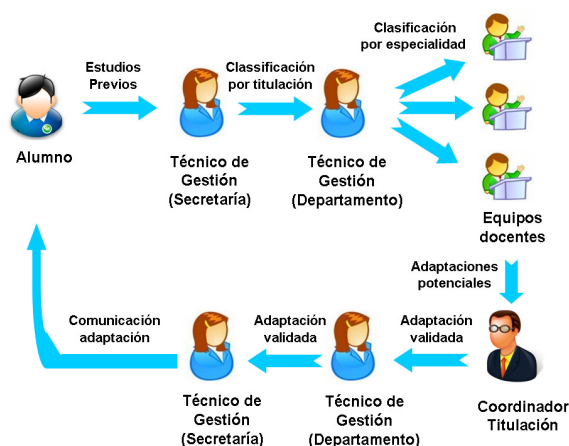 Clasificación
por especialidad
Estudios
Previos
Classificación
por titulación
Alumno
Técnico de
Gestión
(Secretaría)
Técnico de
Gestión
(Departamento)
Equipos
docentes
Adaptaciones
potenciales
Comunicación
adaptación
Adaptación
validada
Adaptación
validada
Técnico de
Gestión
(Secretaría)
Técnico de
Gestión
(Departamento)
Coordinador
Titulación